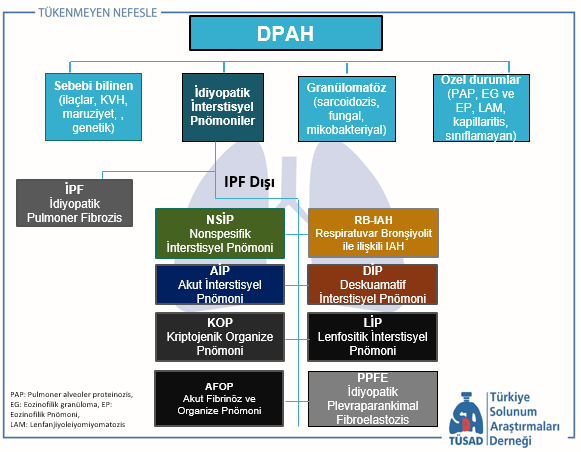 TÜKENMEYEN NEFESLE
DPAH
Sebebi bilinen
(ilaçlar, KVH,
maruziyet, ,
genetik)
İdiyopatik
İnterstisyel
Pnömoniler
Granülomatöz
(sarcoidozis,
fungal,
mikobakteriyal)
Özel durumlar
(PAP, EG ve
EP, LAM,
kapillaritis,
sınıflamayan)
IPF Dışı
İPF
İdiyopatik
Pulmoner Fibrozis
NSİP
Nonspesifik
İnterstisyel Pnömoni
RB-IAH
Respiratuvar Bronşiyolit
ile ilişkili IAH
AİP
Akut İnterstisyel
Pnömoni
DİP
Deskuamatif
İnterstisyel Pnömoni
KOP
Kriptojenik Organize
Pnömoni
LİP
Lenfositik İnterstisyel
Pnömoni
AFOP
Akut Fibrinöz ve
Organize Pnömoni
PPFE
İdiyopatik
Plevraparankimal
Fibroelastozis
PAP: Pulmoner alveoler proteinozis,
EG: Eozinofilik granüloma, EP:
Eozinofilik Pnömoni,
LAM: Lenfanjiyoleiyomiyomatozis
TÜSAD
Türkiye
Solunum
Araştırmaları
Derneği